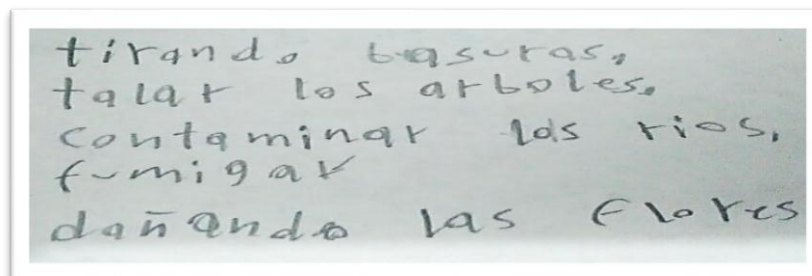 tirando basuras,
talar los arboles.
contaminar los rios,
fumigar
dañando las flores